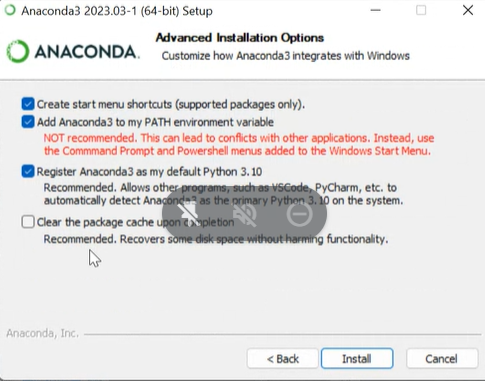 Anaconda3 2023.03-1 (64-bit) Setup
ANACONDA.
Advanced Installation Options
Customize how Anaconda3 integrates with Windows
Create start menu shortcuts (supported packages only).
Add Anaconda3 to my PATH environment variable
NOT recommended. This can lead to conflicts with other applications. Instead, use
the Commmand Prompt and Powershell menus added to the Windows Start Menu.
Register Anaconda3 as my default Python 3.10
Recommended. Allows other programs, such as VSCode, PyCharm, etc. to
automatically detect Anaconda3 as the primary Python 3.10 on the system.
Clear the package cache upon completion
Recommended. Recovers some disk space without harming functionality.
Anaconda, Inc.
< Back
Install
Cancel